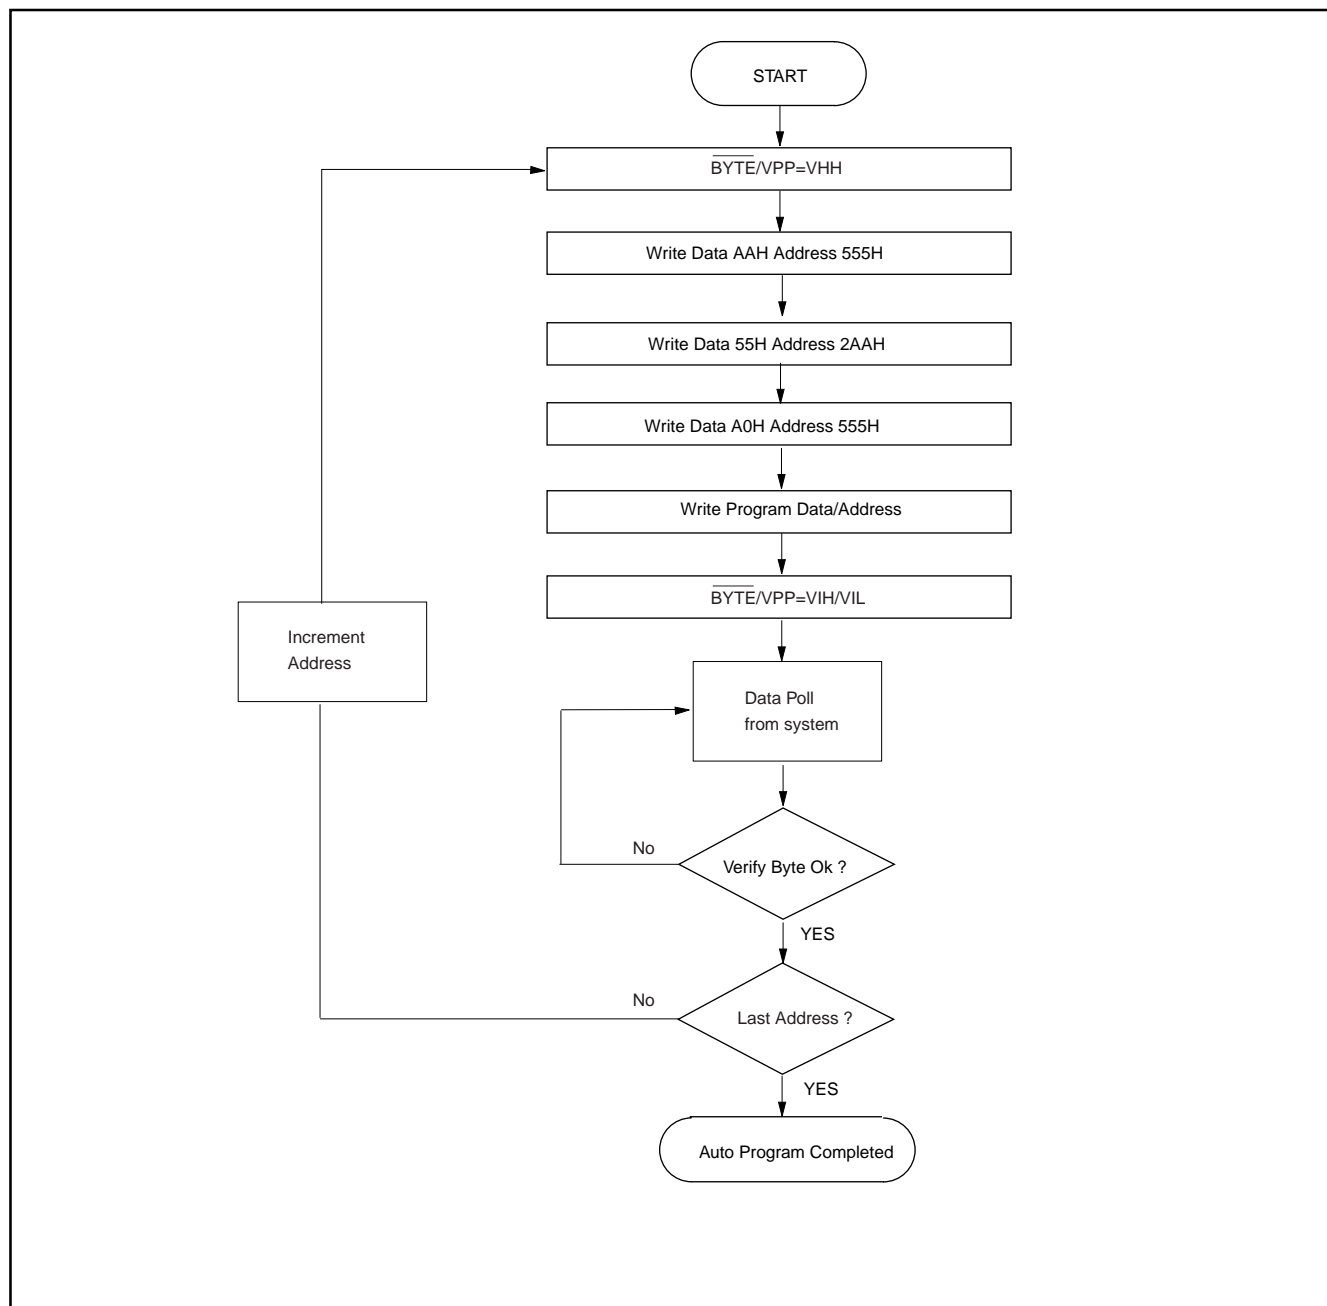 START
BYTE/VPP=VHH
Write Data AAH Address 555H
Write Data 55H Address 2AAH
Write Data A0H Address 555H
Write Program Data/Address
BYTE/VPP=VIH/VIL
Increment
Address
Data Poll
from system
No
Verify Byte Ok ?
YES
No
Last Address ?
YES
Auto Program Completed